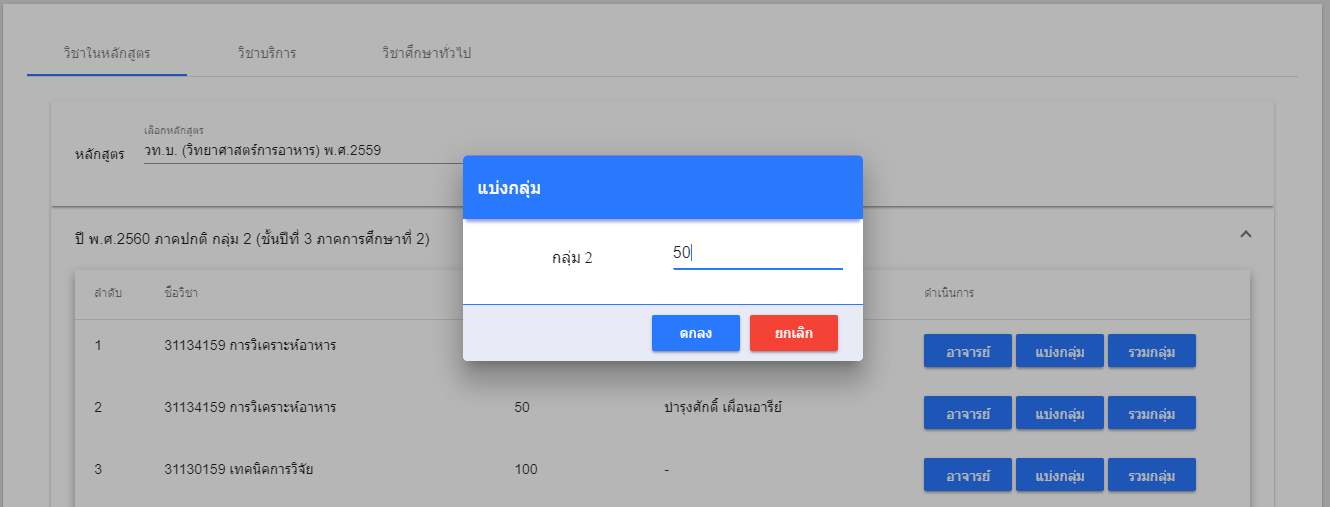 วิชาในหลักสูตร วิชาบริการ วิชาศึกษาทั่วไป
เลือกหลักสูตร
หลักสูตร วท.บ. (วิทยาศาสตร์การอาหาร) พ.ศ.2559
แบ่งกลุ่ม
ปี พ.ศ.2560 ภาคปกติ กลุ่ม 2 (ชั้นปีที่ 3 ภาคการศึกษาที่ 2)
กลุ่ม 2 50
ลำดับ ชื่อวิชา ดำเนินการ
ตกลง ยกเลิก
1 31134159 การวิเคราะห์อาหาร อาจารย์ แบ่งกลุ่ม รวมกลุ่ม
2 31134159 การวิเคราะห์อาหาร 50 บำรุงศักดิ์ เผื่อนอารีย์ อาจารย์ แบ่งกลุ่ม รวมกลุ่ม
3 31130159 เทคนิคการวิจัย 100 - อาจารย์ แบ่งกลุ่ม รวมกลุ่ม